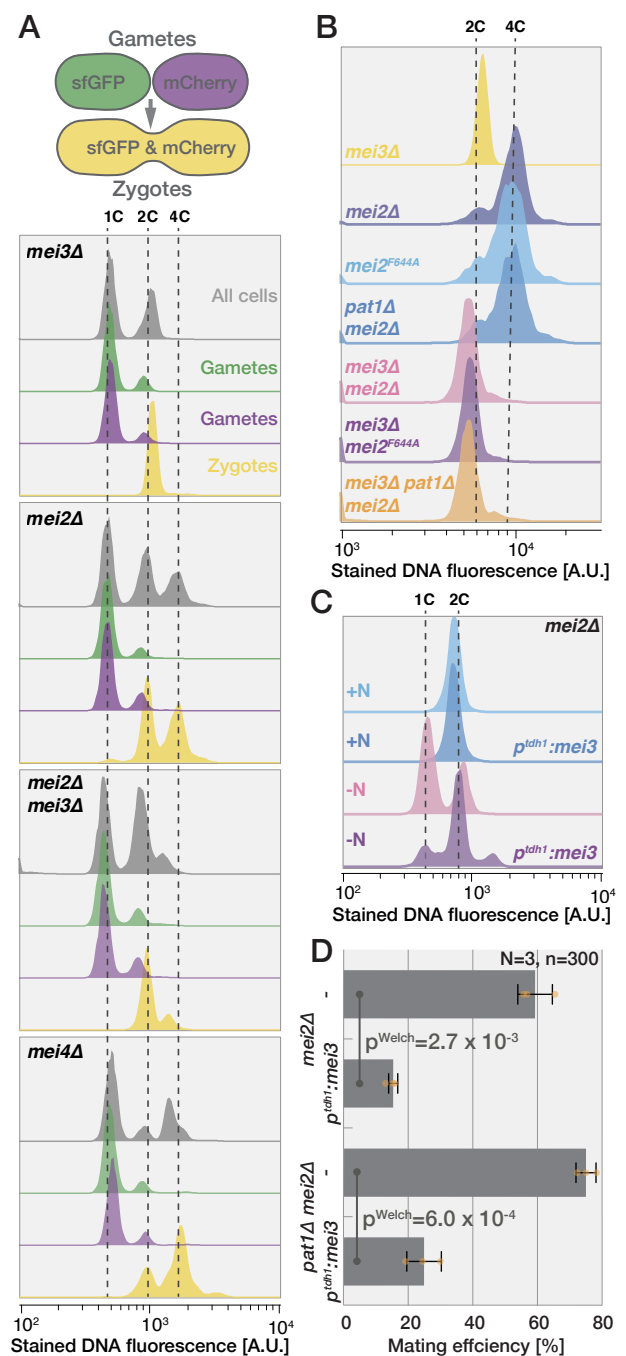 A
Gametes
sfGFP
mCherry
sfGFP & mCherry
Zygotes
1C 2C 4C
mei3Δ
All cells
Gametes
Gametes
Zygotes
mei2Δ
mei2Δ
mei3Δ
mei4Δ
10² 10³ 10⁴
Stained DNA fluorescence [A.U.]
B
2C 4C
mei3Δ
mei2Δ
mei2F644A
pat1Δ
mei2Δ
mei3Δ
mei2Δ
mei3Δ
mei2F644A
mei3Δ pat1Δ
mei2Δ
10³ 10⁴
Stained DNA fluorescence [A.U.]
C
1C 2C
mei2Δ
+N
+N ptdh1:mei3
-N
-N ptdh1:mei3
10² 10³ 10⁴
Stained DNA fluorescence [A.U.]
D
N=3, n=300
mei2Δ
-
ptdh1:mei3
pWelch=2.7 x 10⁻³
pat1Δ mei2Δ
-
ptdh1:mei3
pWelch=6.0 x 10⁻⁴
0 20 40 60 80
Mating effciency [%]